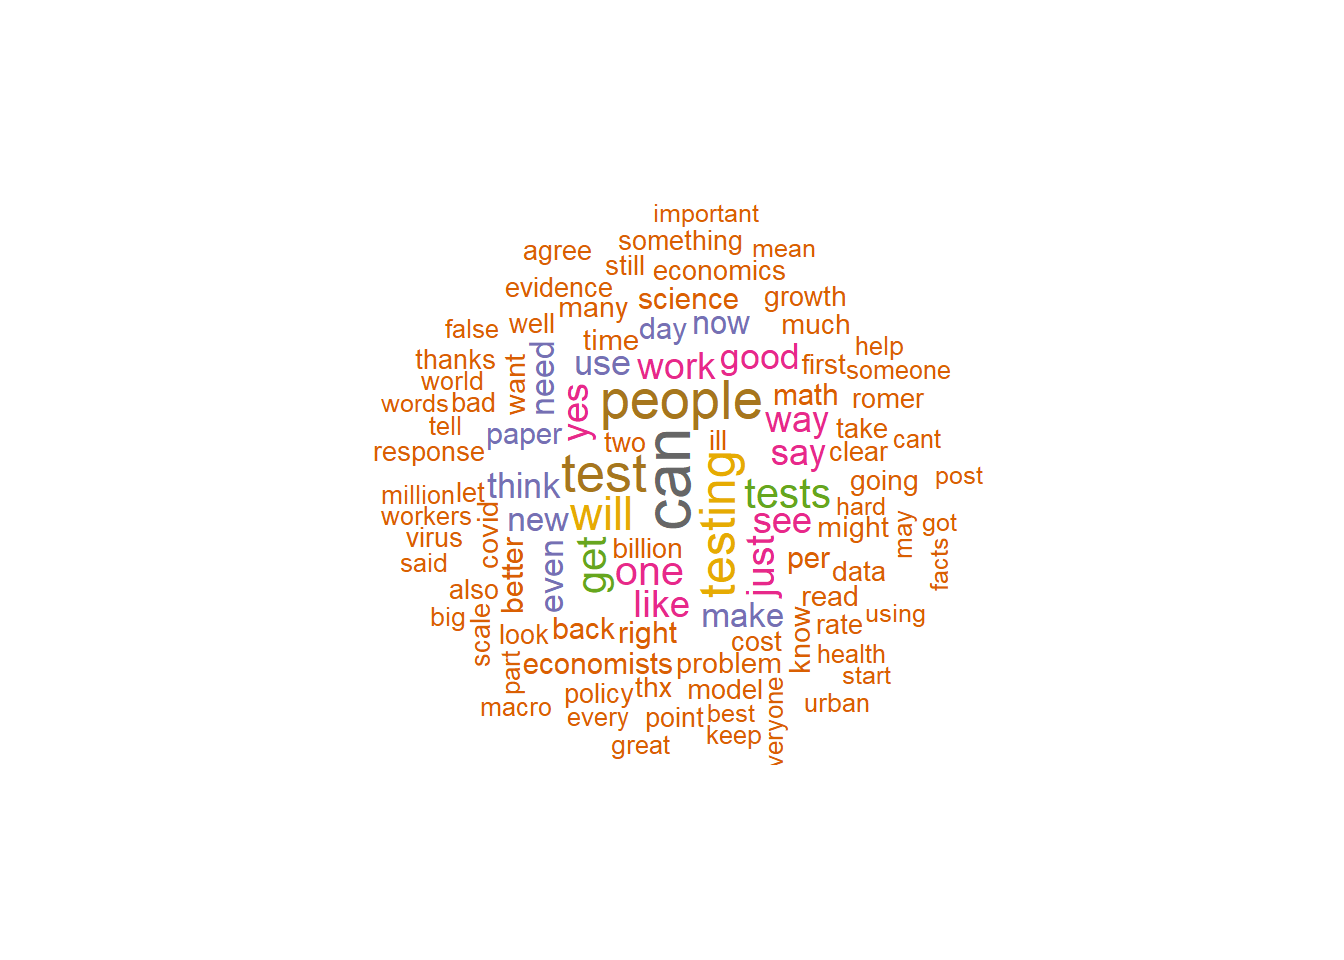 important
something
agree
mean
still
economics
evidence
science
growth
many
false
well
day
now
much
time
thanks
want
need
use
work
good
first
help
someone
world
words
bad
yes
people
math
romer
tell
paper
two
can
ill
way
take
cant
response
say
clear
think
test
testing
tests
going
post
million
let
workers
covid
new
will
see
hard
might
may
got
virus
said
even
get
billion
one
just
per
data
facts
also
better
like
make
read
big
scale
look
back
right
cost
know
rate
using
part
economists
problem
health
start
macro
policy
thx
model
veryone
urban
every
point
best
great
keep